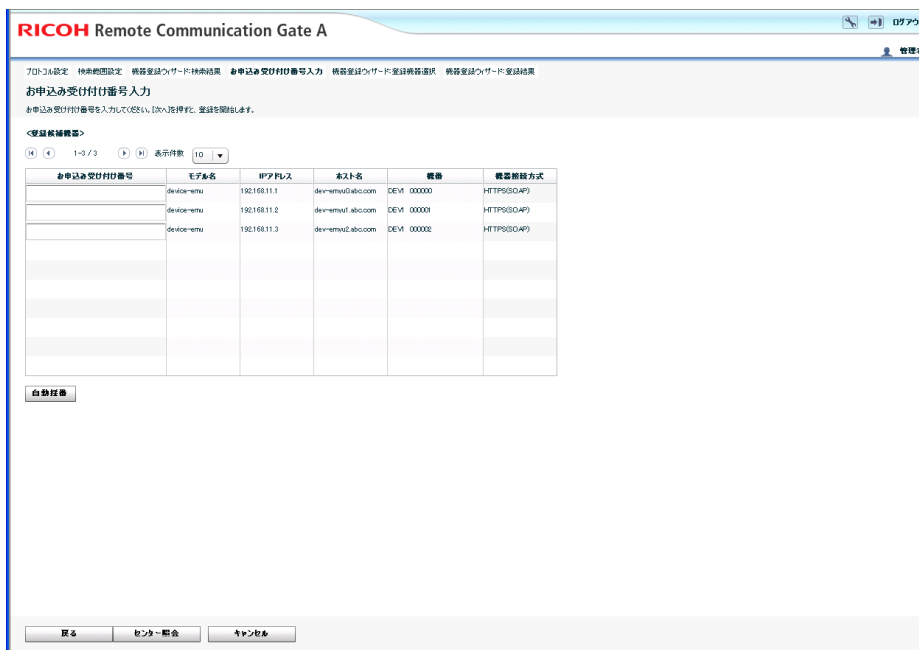 RICOH Remote Communication Gate A
ログアウ
管理
プロトコル設定 検索範囲設定 機器登録ウィザード:検索結果 お申込み受け付け番号入力 機器登録ウィザード:登録機器選択 機器登録ウィザード:登録結果
お申込み受け付け番号入力
お申込み受け付け番号を入力してください。[次へ]を押すと、登録を開始します。
<登録候補機器>
1-3 / 3 表示件数 10
お申込み受け付け番号 モデル名 IPアドレス ホスト名 機番 機器接続方式
device-emu 192.168.11.1 dev-emyu0.abc.com DEV1 000000 HTTPS(SOAP)
device-emu 192.168.11.2 dev-emyu1.abc.com DEV1 000001 HTTPS(SOAP)
device-emu 192.168.11.3 dev-emyu2.abc.com DEV1 000002 HTTPS(SOAP)
自動採番
戻る センター照会 キャンセル